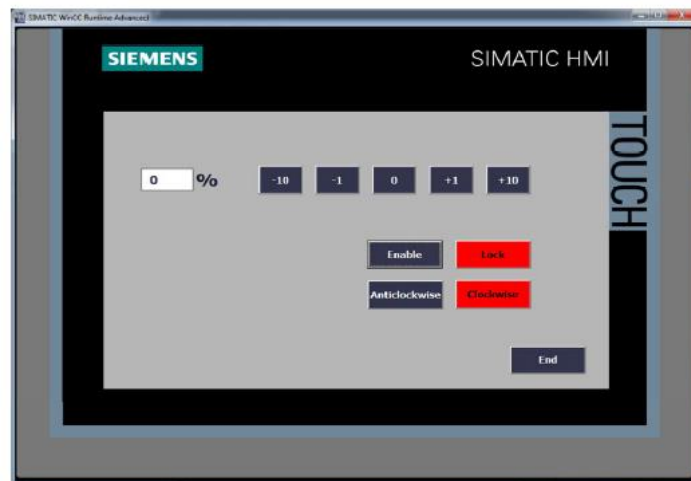 SIMATIC WinCC Runtime Advanced
SIEMENS
SIMATIC HMI
TOUCH
0 %
-10 -1 0 +1 +10
Enable Lock
Anticlockwise Clockwise
End